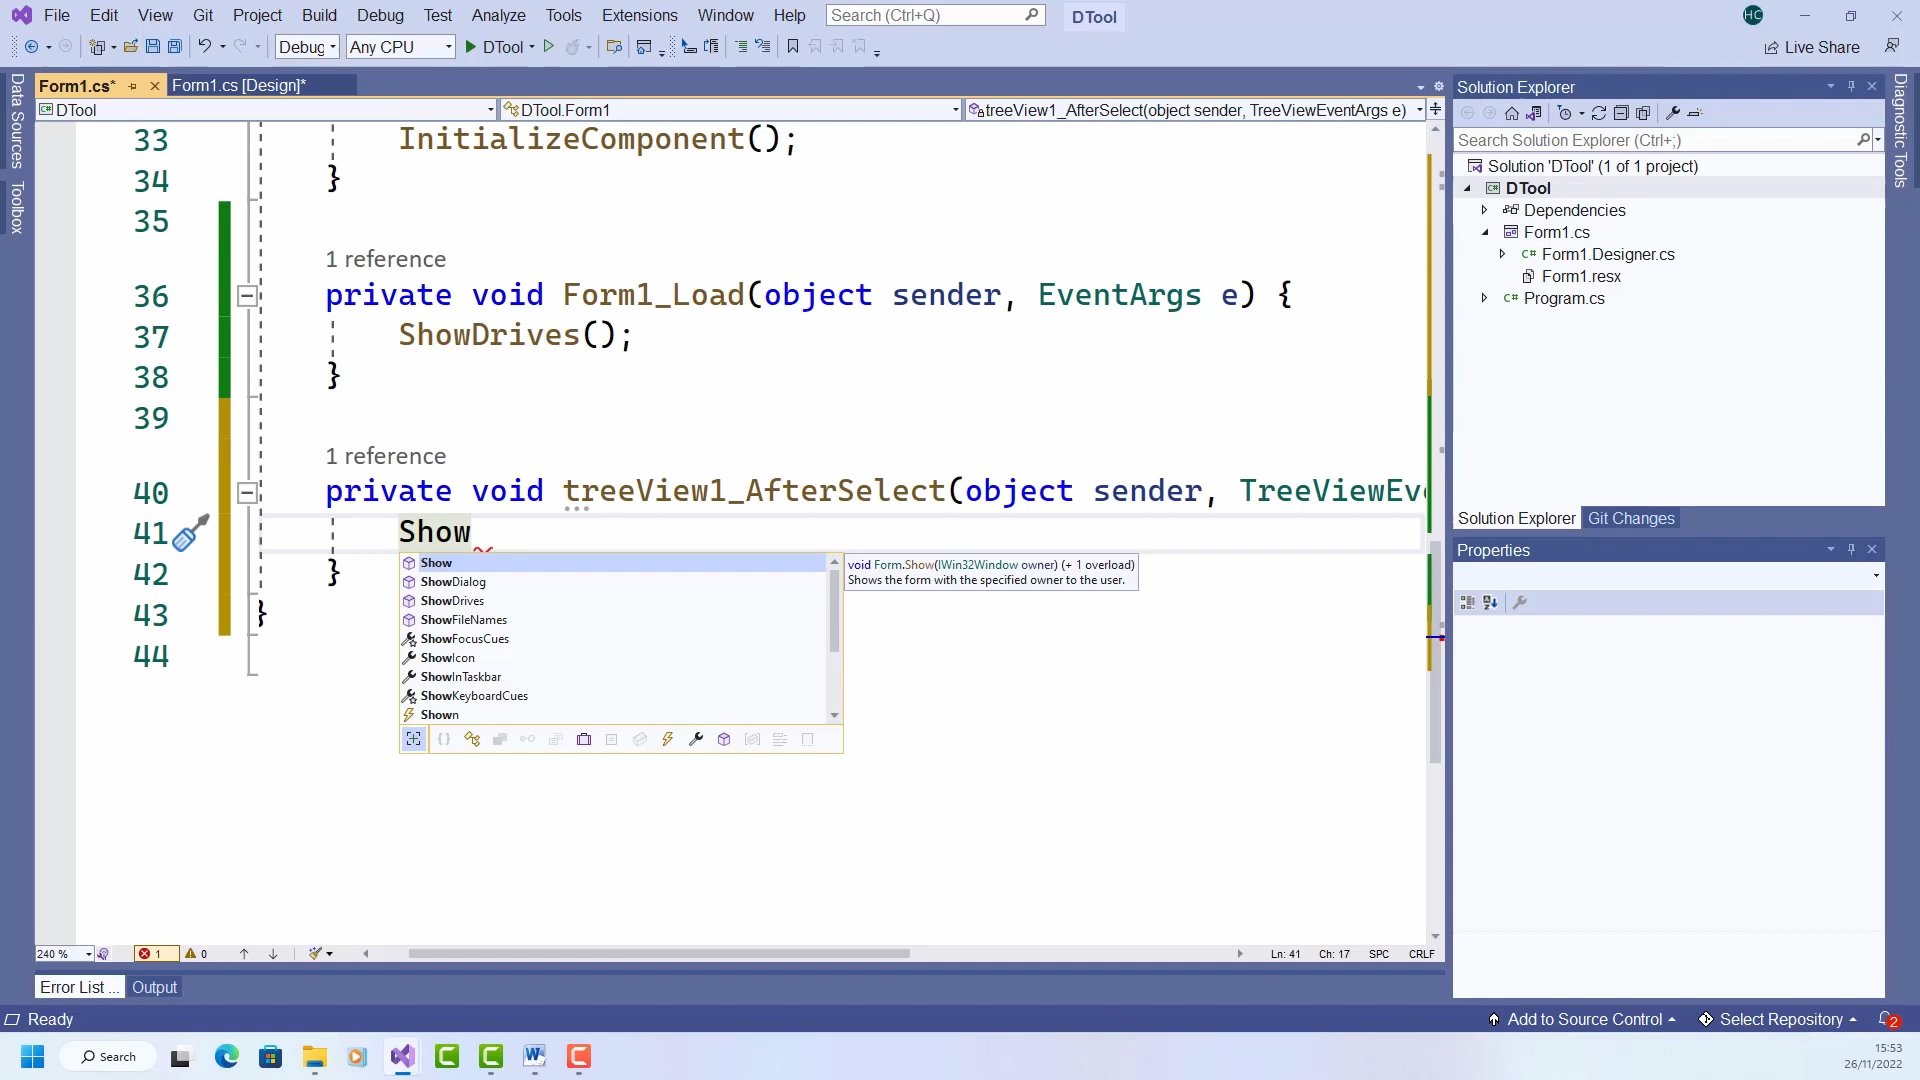 File Edit View Git Project Build Debug Test Analyze Tools Extensions Window Help Search (Ctrl+Q) DTool HC
Debug Any CPU DTool Live Share
Form1.cs* Form1.cs [Design]*
DTool DTool.Form1 treeView1_AfterSelect(object sender, TreeViewEventArgs e)
Data Sources
Toolbox
33 InitializeComponent();
34 }
35
1 reference
36 private void Form1_Load(object sender, EventArgs e) {
37 ShowDrives();
38 }
39
1 reference
40 private void treeView1_AfterSelect(object sender, TreeViewEve
41 Show
42 }
43 }
44
Show
ShowDialog
ShowDrives
ShowFileNames
ShowFocusCues
ShowIcon
ShowInTaskbar
ShowKeyboardCues
Shown
void Form.Show(IWin32Window owner) (+ 1 overload)
Shows the form with the specified owner to the user.
240 % 1 0 Ln: 41 Ch: 17 SPC CRLF
Error List ... Output
Solution Explorer
Search Solution Explorer (Ctrl+;)
Solution 'DTool' (1 of 1 project)
DTool
Dependencies
Form1.cs
C# Form1.Designer.cs
Form1.resx
C# Program.cs
Solution Explorer Git Changes
Properties
Diagnostic Tools
Ready Add to Source Control Select Repository 2
Search
15:53
26/11/2022